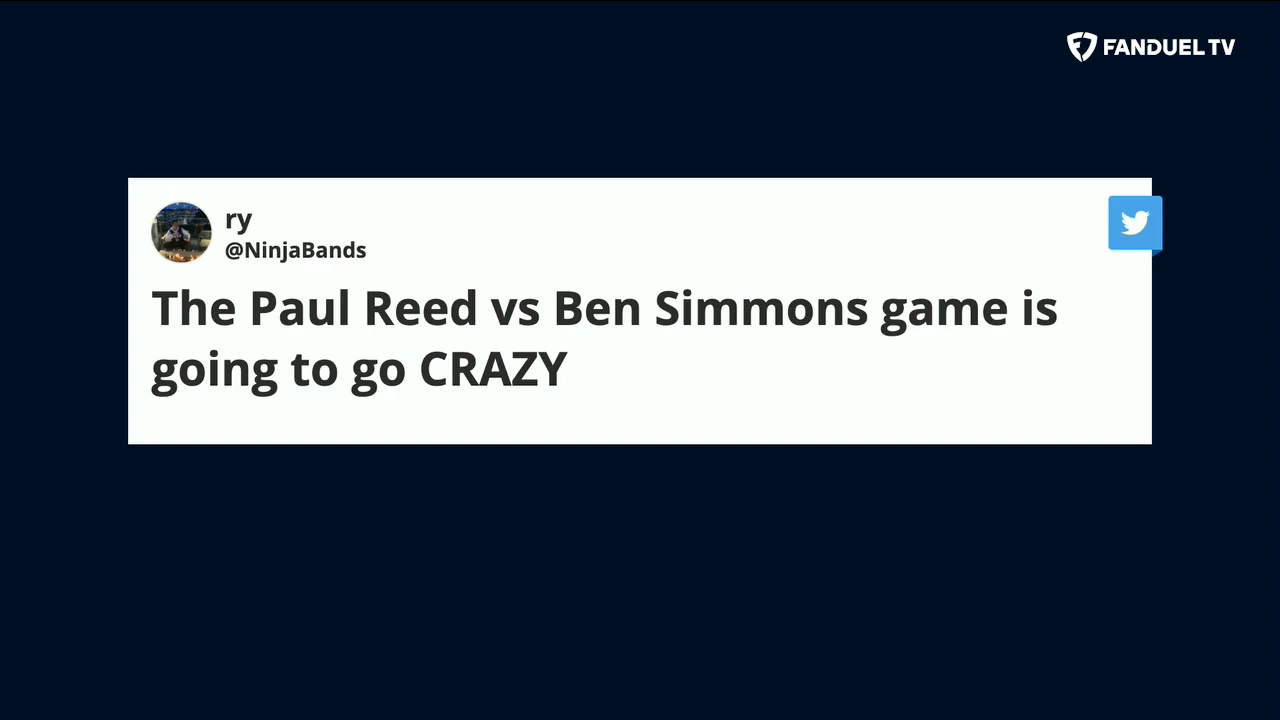 FANDUEL TV
ry
@NinjaBands
The Paul Reed vs Ben Simmons game is
going to go CRAZY